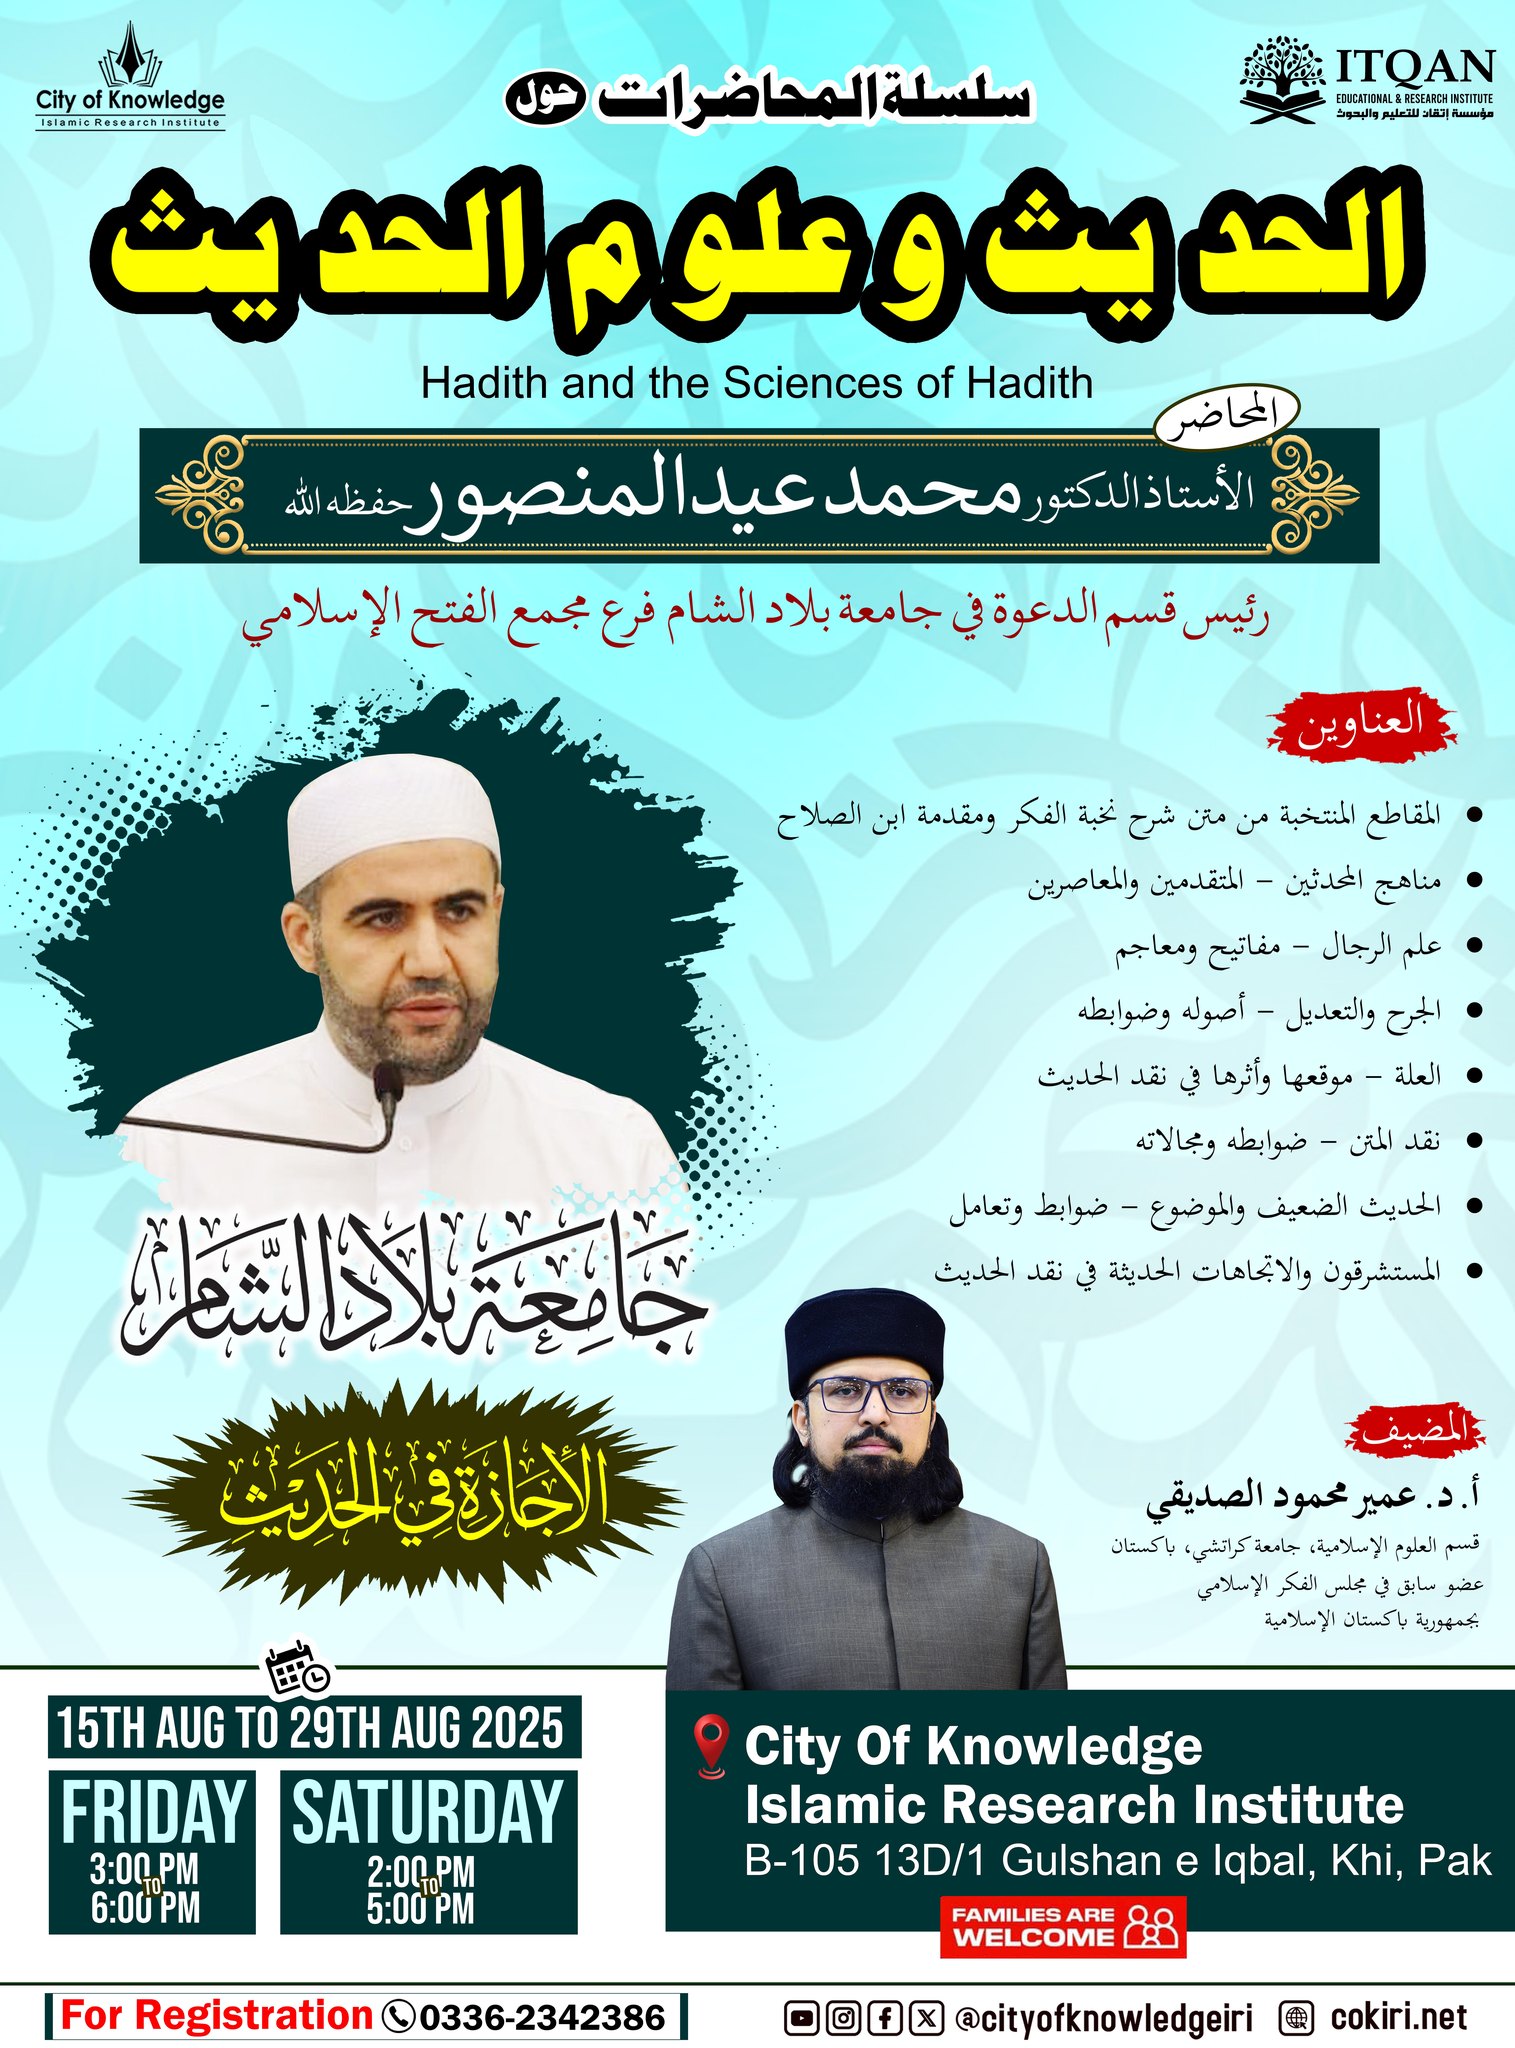 City of Knowledge
Islamic Research Institute
ITQAN
EDUCATIONAL & RESEARCH INSTITUTE
مؤسسة إتقان للتعليم والبحوث
سلسلة المحاضرات حول
الحديث وعلوم الحديث
Hadith and the Sciences of Hadith
المحاضر
الأستاذ الدكتور محمد عيد المنصور حفظه الله
رئيس قسم الدعوة في جامعة بلاد الشام فرع مجمع الفتح الإسلامي
العناوين
● المقاطع المنتخبة من متن شرح نخبة الفكر ومقدمة ابن الصلاح
● مناهج المحدثين – المتقدمين والمعاصرين
● علم الرجال – مفاتيح ومعاجم
● الجرح والتعديل – أصوله وضوابطه
● العلة – موقعها وأثرها في نقد الحديث
● نقد المتن – ضوابطه ومجالاته
● الحديث الضعيف والموضوع – ضوابط وتعامل
● المستشرقون والاتجاهات الحديثة في نقد الحديث
جَامِعَة بِلَاد الشَّام
الأجَازَة فِي الحَدِيْثِ
المضيف
أ. د. عمير محمود الصديقي
قسم العلوم الإسلامية، جامعة كراتشي، باكستان
عضو سابق في مجلس الفكر الإسلامي
بجمهورية باكستان الإسلامية
15TH AUG TO 29TH AUG 2025
FRIDAY
3:00 PM
TO
6:00 PM
SATURDAY
2:00 PM
TO
5:00 PM
City Of Knowledge
Islamic Research Institute
B-105 13D/1 Gulshan e Iqbal, Khi, Pak
FAMILIES ARE
WELCOME
For Registration 0336-2342386
@cityofknowledgeiri
cokiri.net